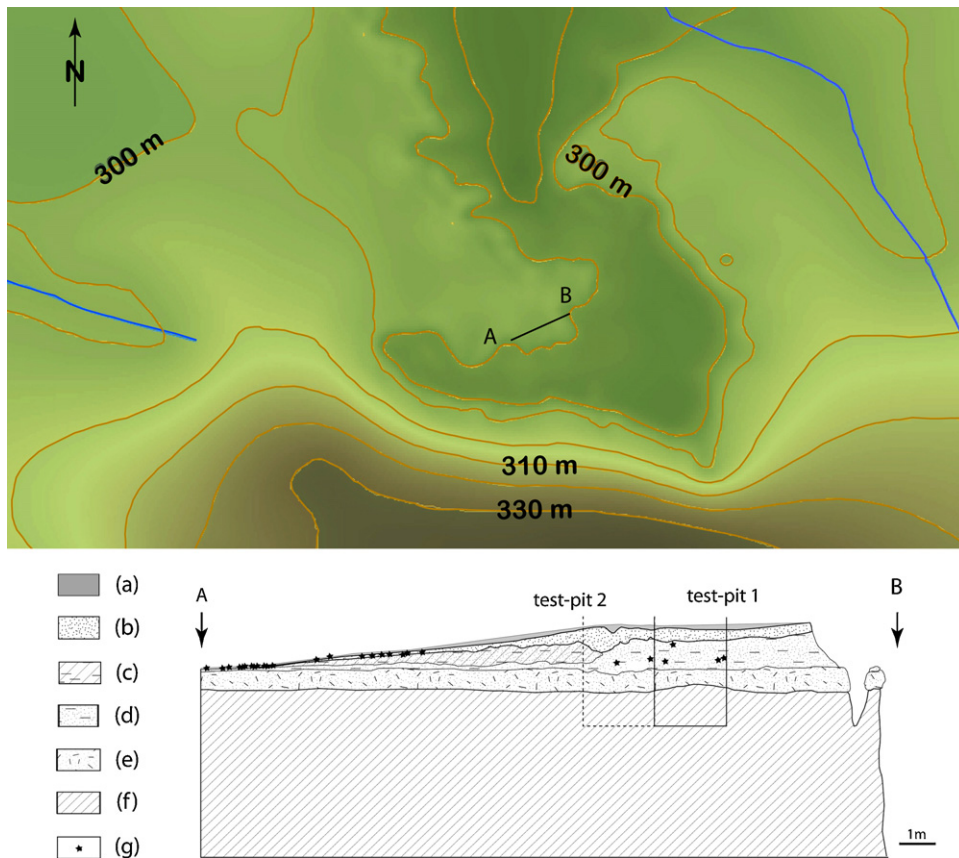 N
300 m
300 m
B
A
310 m
330 m
(a)
(b)
(c)
(d)
(e)
(f)
(g)
A
test-pit 2
test-pit 1
B
1m